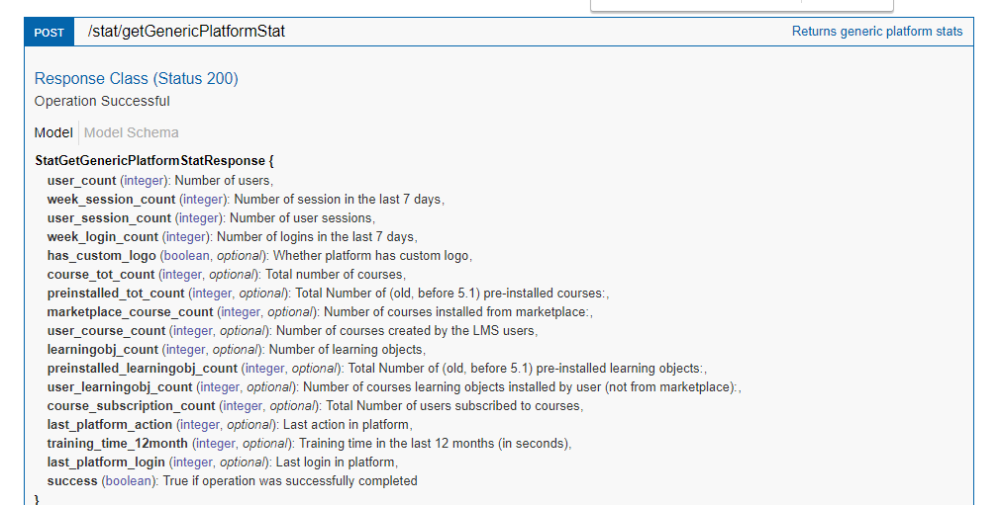 POST /stat/getGenericPlatformStat Returns generic platform stats
Response Class (Status 200)
Operation Successful
Model Model Schema
StatGetGenericPlatformStatResponse {
user_count (integer): Number of users,
week_session_count (integer): Number of session in the last 7 days,
user_session_count (integer): Number of user sessions,
week_login_count (integer): Number of logins in the last 7 days,
has_custom_logo (boolean, optional): Whether platform has custom logo,
course_tot_count (integer, optional): Total number of courses,
preinstalled_tot_count (integer, optional): Total Number of (old, before 5.1) pre-installed courses:,
marketplace_course_count (integer, optional): Number of courses installed from marketplace:,
user_course_count (integer, optional): Number of courses created by the LMS users,
learningobj_count (integer, optional): Number of learning objects,
preinstalled_learningobj_count (integer, optional): Total Number of (old, before 5.1) pre-installed learning objects:,
user_learningobj_count (integer, optional): Number of courses learning objects installed by user (not from marketplace):,
course_subscription_count (integer, optional): Total Number of users subscribed to courses,
last_platform_action (integer, optional): Last action in platform,
training_time_12month (integer, optional): Training time in the last 12 months (in seconds),
last_platform_login (integer, optional): Last login in platform,
success (boolean): True if operation was successfully completed
}